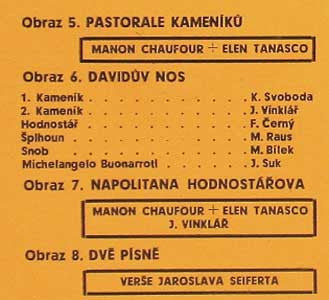 Obraz 5. PASTORALE KAMENÍKŮ
MANON CHAUFOUR + ELEN TANASCO
Obraz 6. DAVIDŮV NOS
1. Kameník . . . . . . . . . . K. Svoboda
2. Kameník . . . . . . . . . . J. Vinklář
Hodnostář . . . . . . . . . . F. Černý
Šplhoun . . . . . . . . . . M. Raus
Snob . . . . . . . . . . M. Bílek
Michelangelo Buonarroti . . . . . . J. Suk
Obraz 7. NAPOLITANA HODNOSTÁŘOVA
MANON CHAUFOUR + ELEN TANASCO
J. VINKLÁŘ
Obraz 8. DVĚ PÍSNĚ
VERŠE JAROSLAVA SEIFERTA